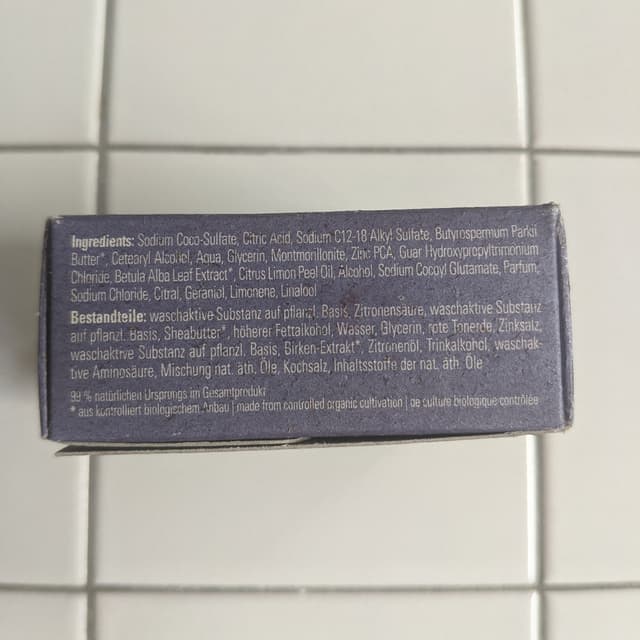 Ingredients: Sodium Coco-Sulfate, Citric Acid, Sodium C12-18 Alkyl Sulfate, Butyrospermum Parkii
Butter*, Cetearyl Alcohol, Aqua, Glycerin, Montmorillonite, Zinc PCA, Guar Hydroxypropyltrimonium
Chloride, Betula Alba Leaf Extract*, Citrus Limon Peel Oil, Alcohol, Sodium Cocoyl Glutamate, Parfum,
Sodium Chloride, Citral, Geraniol, Limonene, Linalool
Bestandteile: waschaktive Substanz auf pflanzl. Basis, Zitronensäure, waschaktive Substanz
auf pflanzl. Basis, Sheabutter*, höherer Fettalkohol, Wasser, Glycerin, rote Tonerde, Zinksalz,
waschaktive Substanz auf pflanzl. Basis, Birken-Extrakt*, Zitronenöl, Trinkalkohol, waschak-
tive Aminosäure, Mischung nat. ätn. Öle, Kochsalz, Inhaltsstoffe der nat. äth. Öle
99 % natürlichen Ursprungs im Gesamtprodukt
* aus kontrolliert biologischem Anbau | made from controlled organic cultivation | de culture biologique contrôlée